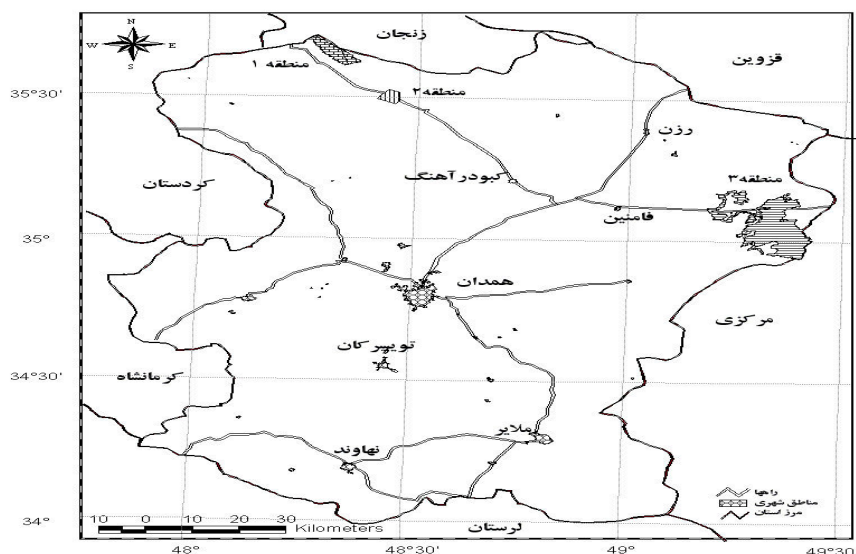 N
W E
S
زنجان
قزوین
منطقه ۱
35°30'
منطقه۲
رزن
کردستان
کبودرآهنگ
منطقه۳
فامنین
35°
همدان
مرکزی
تویسرکان
34°30'
کرمانشاه
ملایر
نهاوند
راهها
مناطق شهری
مرز استان
34°
10 0 10 20 30
Kilometers
لرستان
48° 48°30' 49° 49°30'